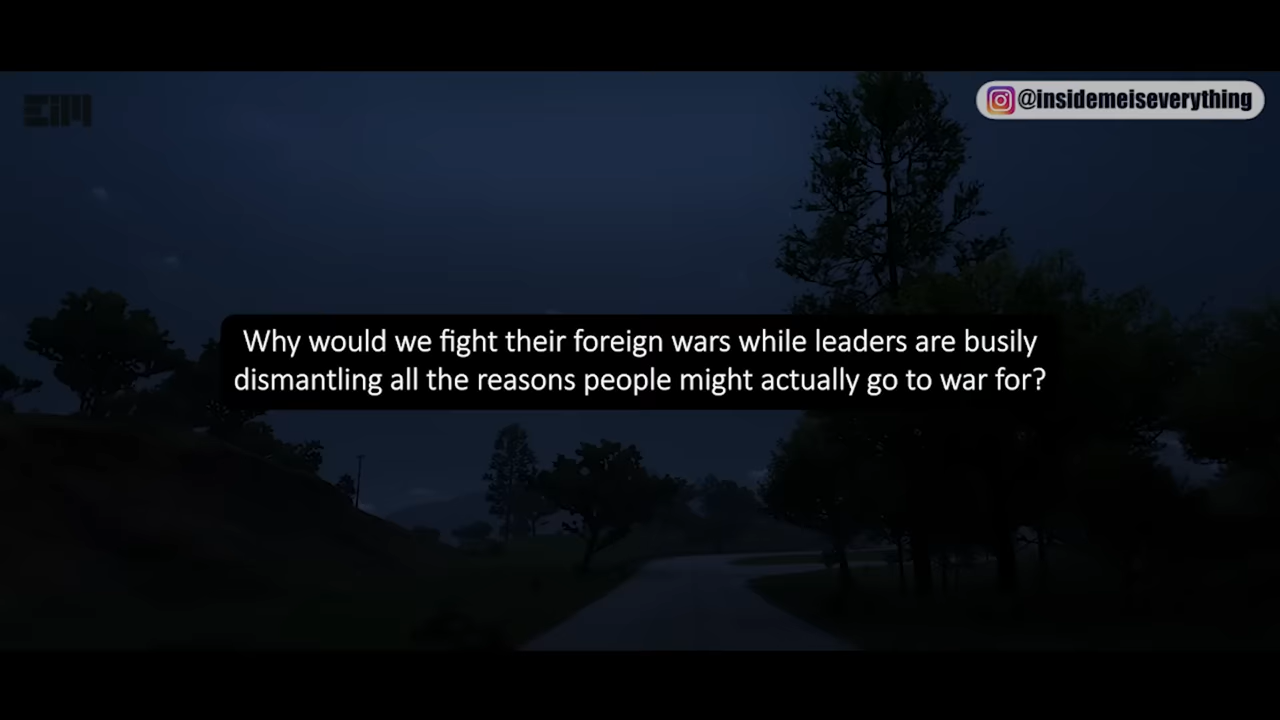 @insidemeiseverything
Why would we fight their foreign wars while leaders are busily
dismantling all the reasons people might actually go to war for?